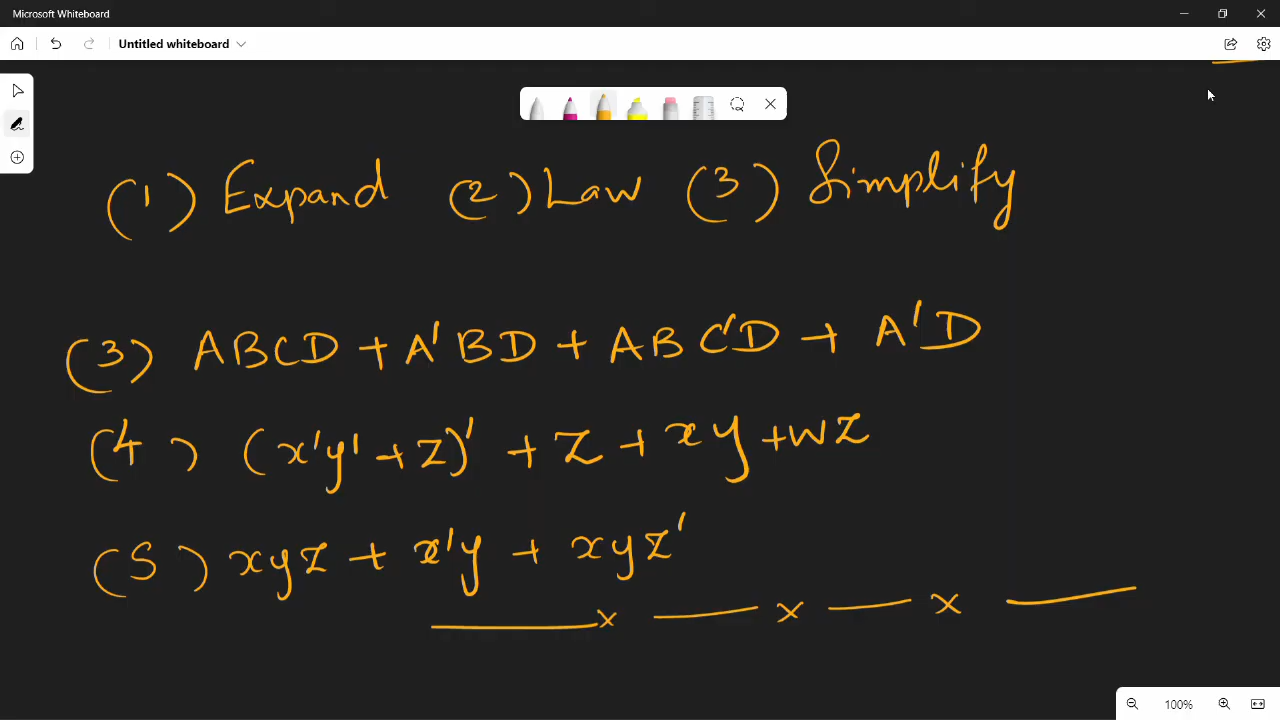 Microsoft Whiteboard
Untitled whiteboard
(1) Expand (2) Law (3) Simplify
(3) ABCD + A'BD + ABC'D + A'D
(4) (x'y' + z)' + z + xy + wz
(5) xyz + x'y + xyz'
x x x
100%